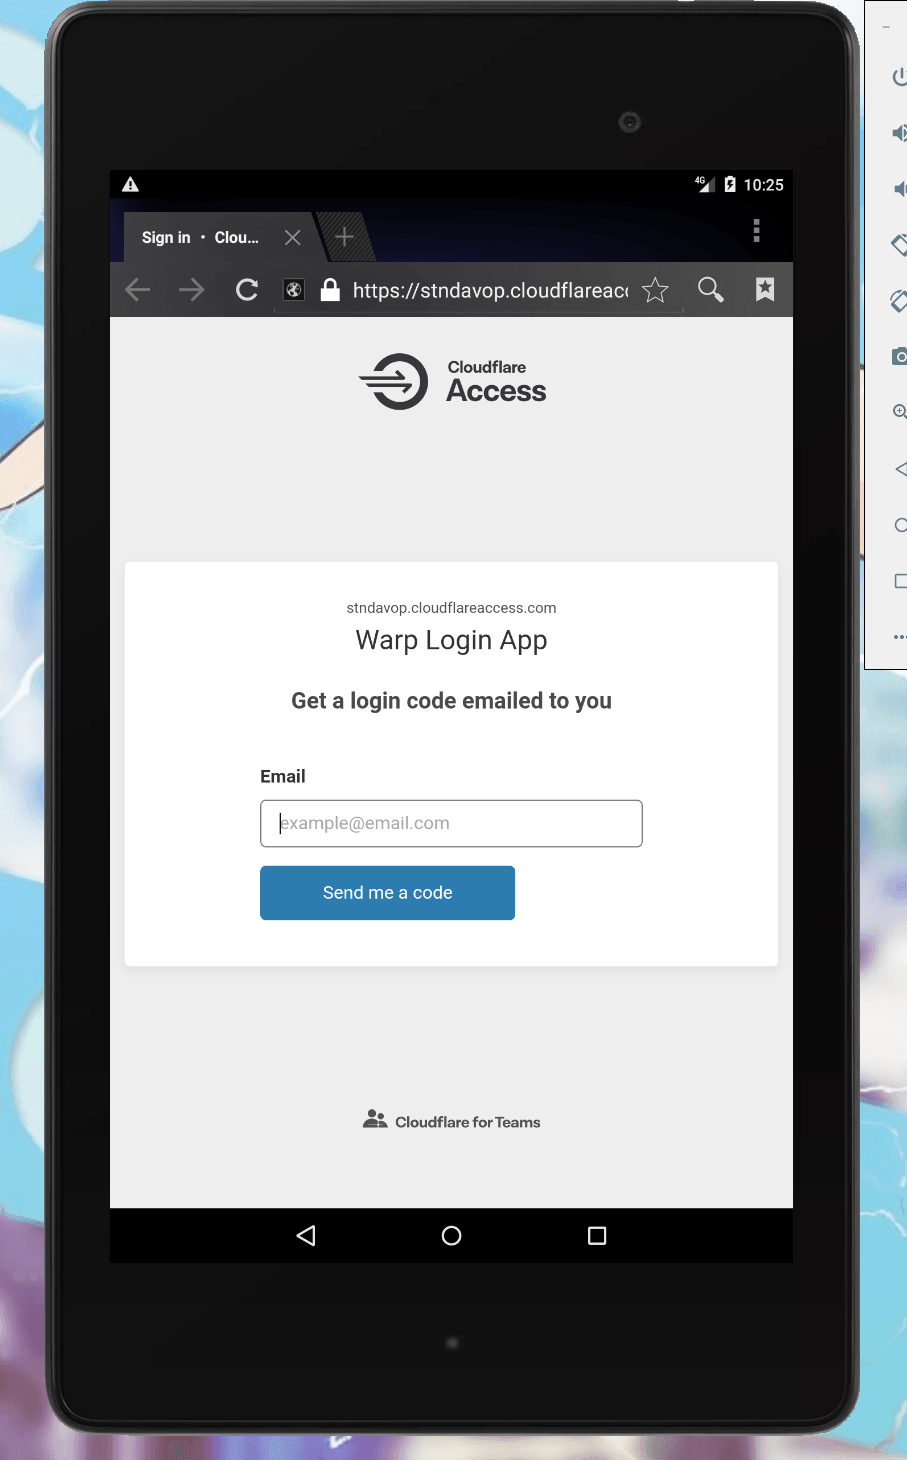 4G 10:25
Sign in • Clou...
https://stndavop.cloudflareacc
Cloudflare
Access
stndavop.cloudflareaccess.com
Warp Login App
Get a login code emailed to you
Email
example@email.com
Send me a code
Cloudflare for Teams